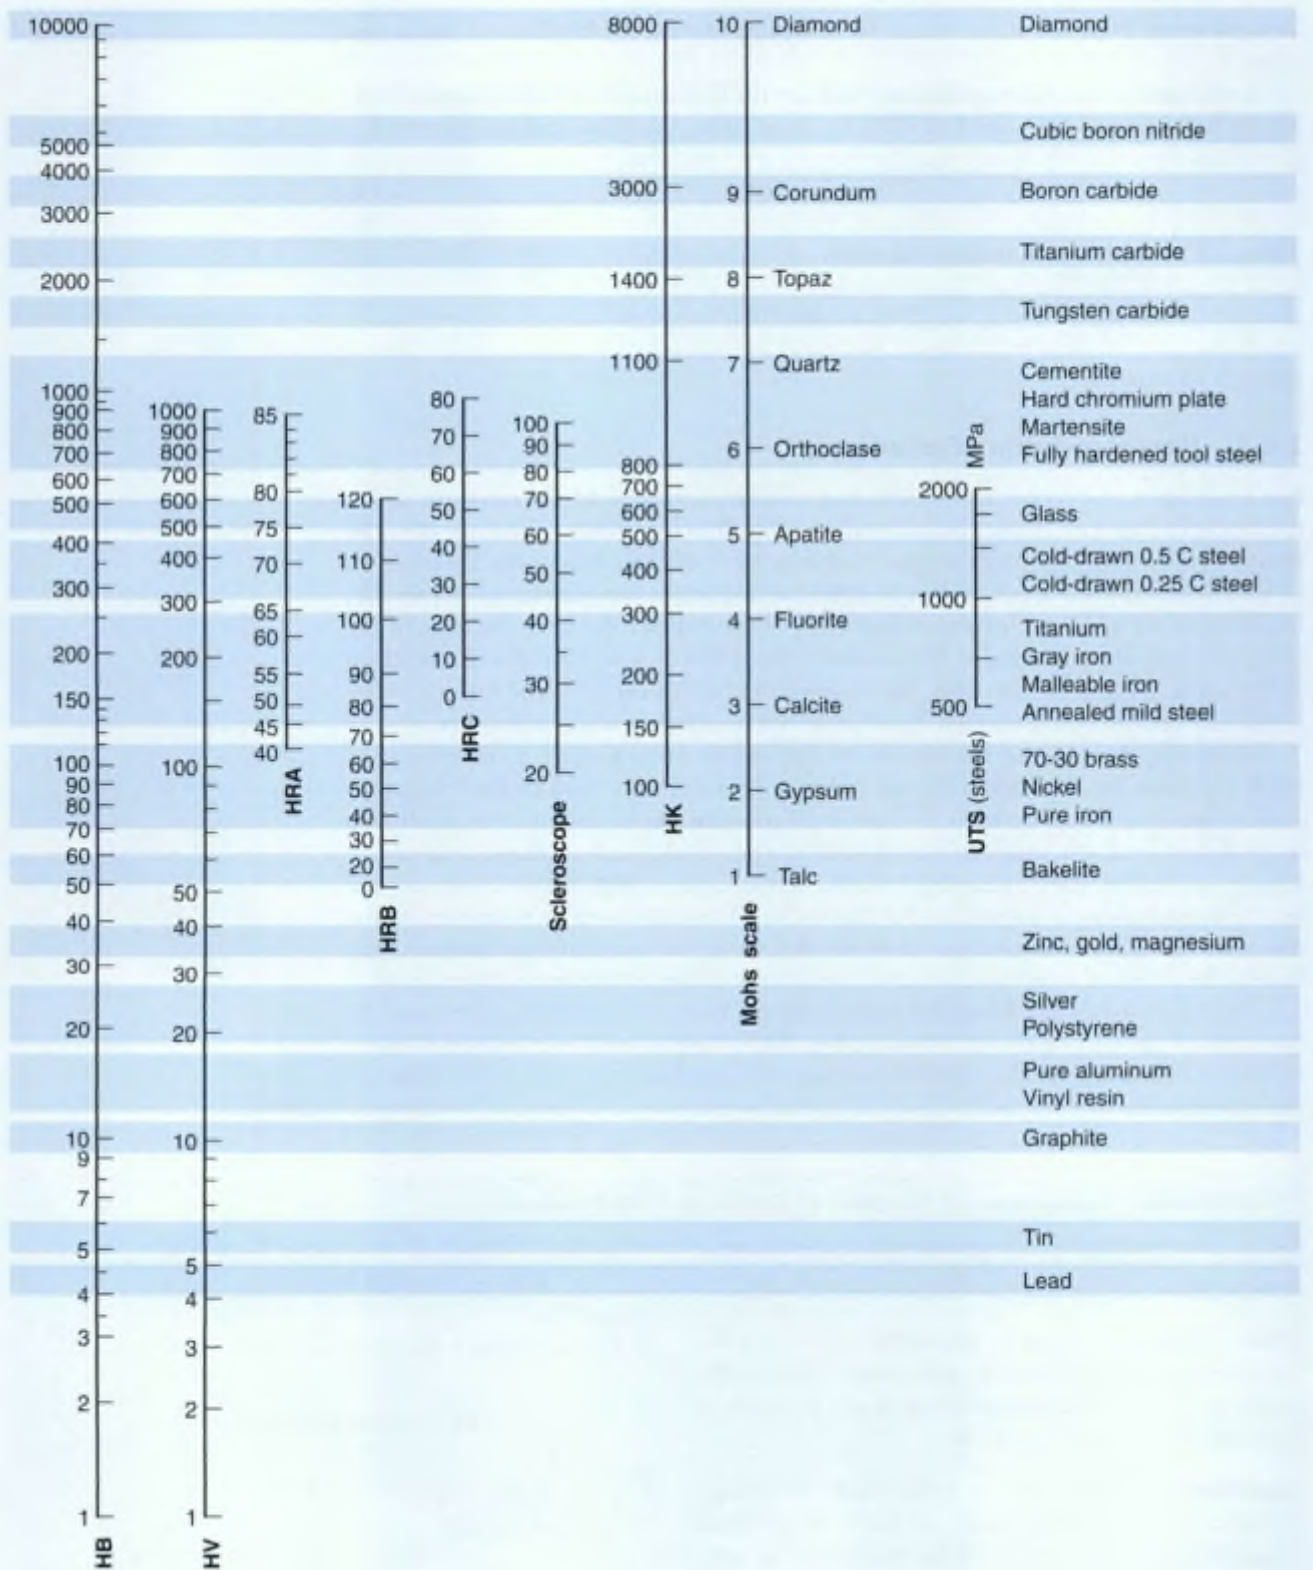 10000
5000
4000
3000
2000
1000
900
800
700
600
500
400
300
200
150
100
90
80
70
60
50
40
30
20
10
9
7
5
4
3
2
1
HB
1000
900
800
700
600
500
400
300
200
100
50
40
30
20
10
5
4
3
2
1
HV
85
80
75
70
65
60
55
50
45
40
HRA
120
110
100
90
80
70
60
50
40
30
20
0
HRB
80
70
60
50
40
30
20
10
0
HRC
100
90
80
70
60
50
40
30
20
Scleroscope
8000
3000
1400
1100
800
700
600
500
400
300
200
150
100
HK
10 Diamond
9 Corundum
8 Topaz
7 Quartz
6 Orthoclase
5 Apatite
4 Fluorite
3 Calcite
2 Gypsum
1 Talc
Mohs scale
MPa
2000
1000
500
UTS (steels)
Diamond
Cubic boron nitride
Boron carbide
Titanium carbide
Tungsten carbide
Cementite
Hard chromium plate
Martensite
Fully hardened tool steel
Glass
Cold-drawn 0.5 C steel
Cold-drawn 0.25 C steel
Titanium
Gray iron
Malleable iron
Annealed mild steel
70-30 brass
Nickel
Pure iron
Bakelite
Zinc, gold, magnesium
Silver
Polystyrene
Pure aluminum
Vinyl resin
Graphite
Tin
Lead